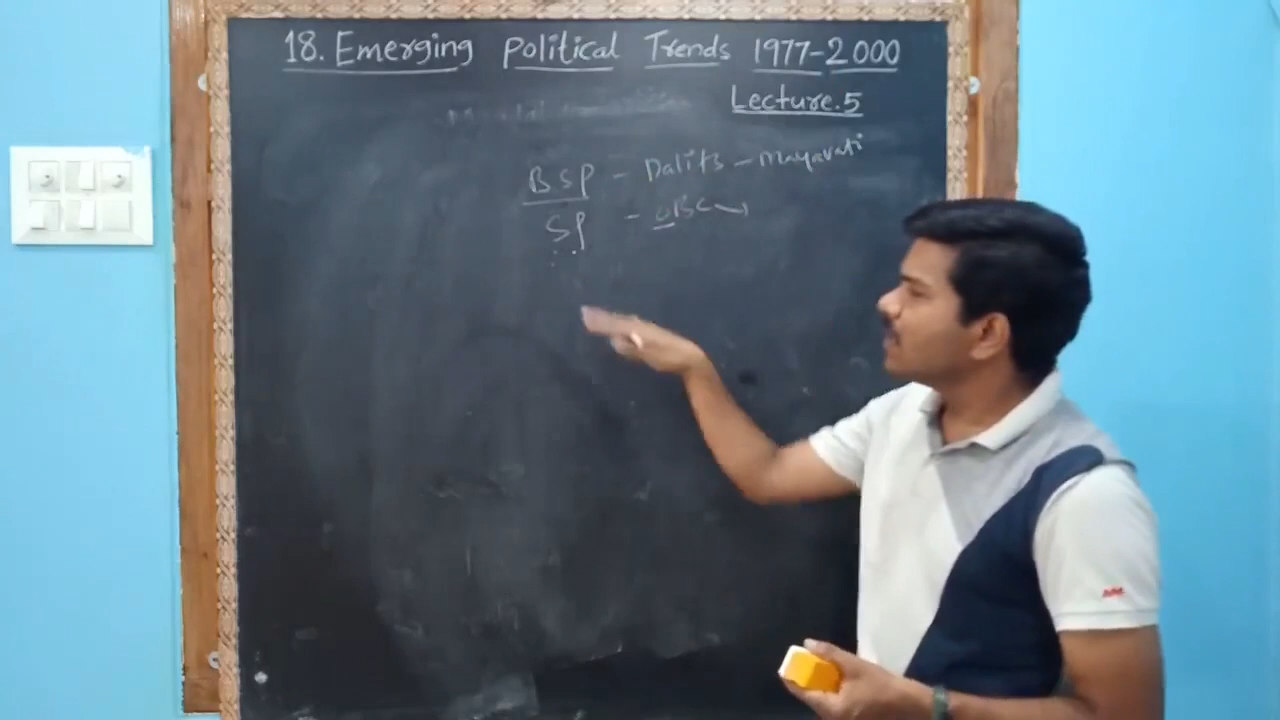 18. Emerging Political Trends 1977-2000
Lecture.5
BSP - Dalits - mayavati
SP - OBC